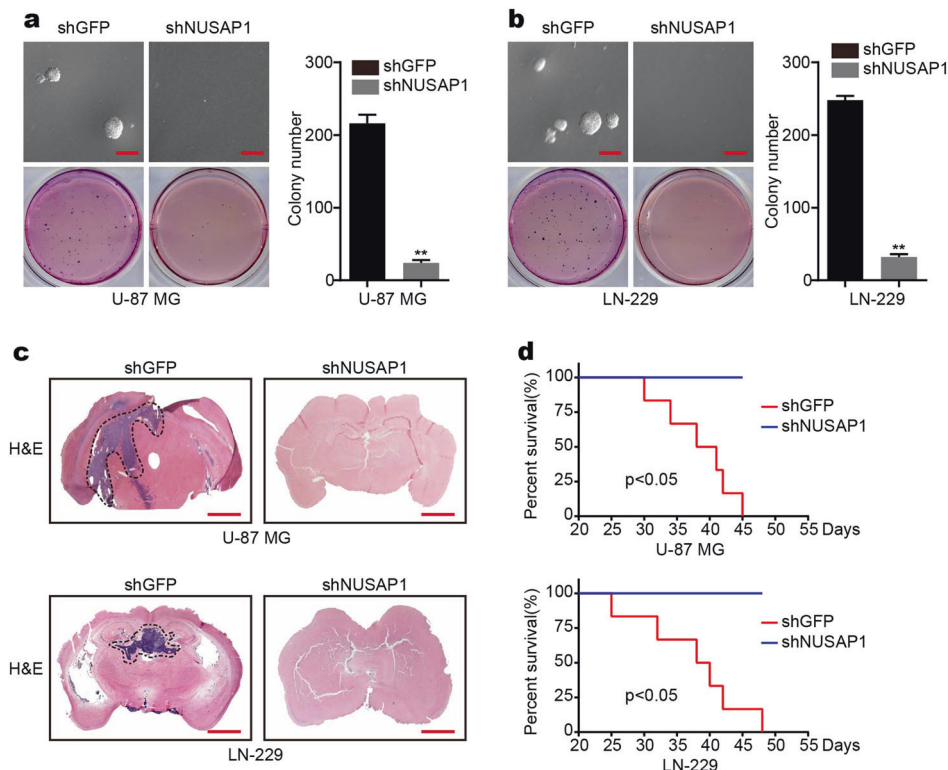 a
shGFP shNUSAP1
shGFP
shNUSAP1
Colony number
300
200
100
0
**
U-87 MG
U-87 MG
b
shGFP shNUSAP1
shGFP
shNUSAP1
Colony number
300
200
100
0
**
LN-229
LN-229
c
shGFP shNUSAP1
H&E
U-87 MG
shGFP shNUSAP1
H&E
LN-229
d
Percent survival(%)
100
75
50
25
0
shGFP
shNUSAP1
p<0.05
20 25 30 35 40 45 50 55 Days
U-87 MG
Percent survival(%)
100
75
50
25
0
shGFP
shNUSAP1
p<0.05
20 25 30 35 40 45 50 55 Days
LN-229